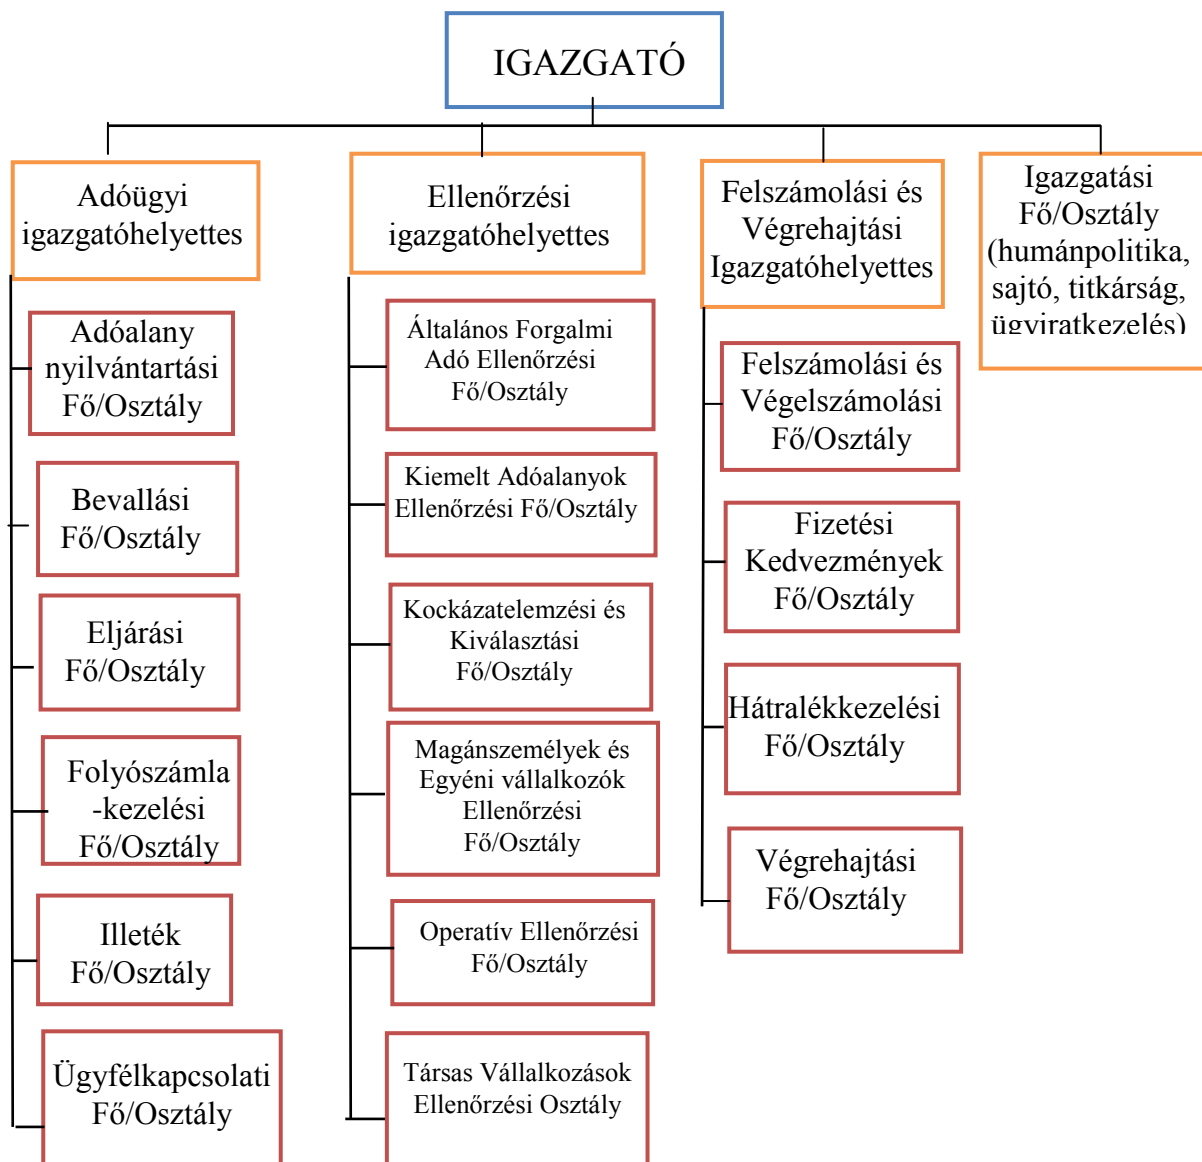 IGAZGATÓ
Adóügyi
igazgatóhelyettes
Adóalany
nyilvántartási
Fő/Osztály
Bevallási
Fő/Osztály
Eljárási
Fő/Osztály
Folyószámla
-kezelési
Fő/Osztály
Illeték
Fő/Osztály
Ügyfélkapcsolati
Fő/Osztály
Ellenőrzési
igazgatóhelyettes
Általános Forgalmi
Adó Ellenőrzési
Fő/Osztály
Kiemelt Adóalanyok
Ellenőrzési Fő/Osztály
Kockázatelemzési és
Kiválasztási
Fő/Osztály
Magánszemélyek és
Egyéni vállalkozók
Ellenőrzési
Fő/Osztály
Operatív Ellenőrzési
Fő/Osztály
Társas Vállalkozások
Ellenőrzési Osztály
Felszámolási és
Végrehajtási
Igazgatóhelyettes
Felszámolási és
Végelszámolási
Fő/Osztály
Fizetési
Kedvezmények
Fő/Osztály
Hátralékkezelési
Fő/Osztály
Végrehajtási
Fő/Osztály
Igazgatási
Fő/Osztály
(humánpolitika,
sajtó, titkárság,
ügyiratkezelés)